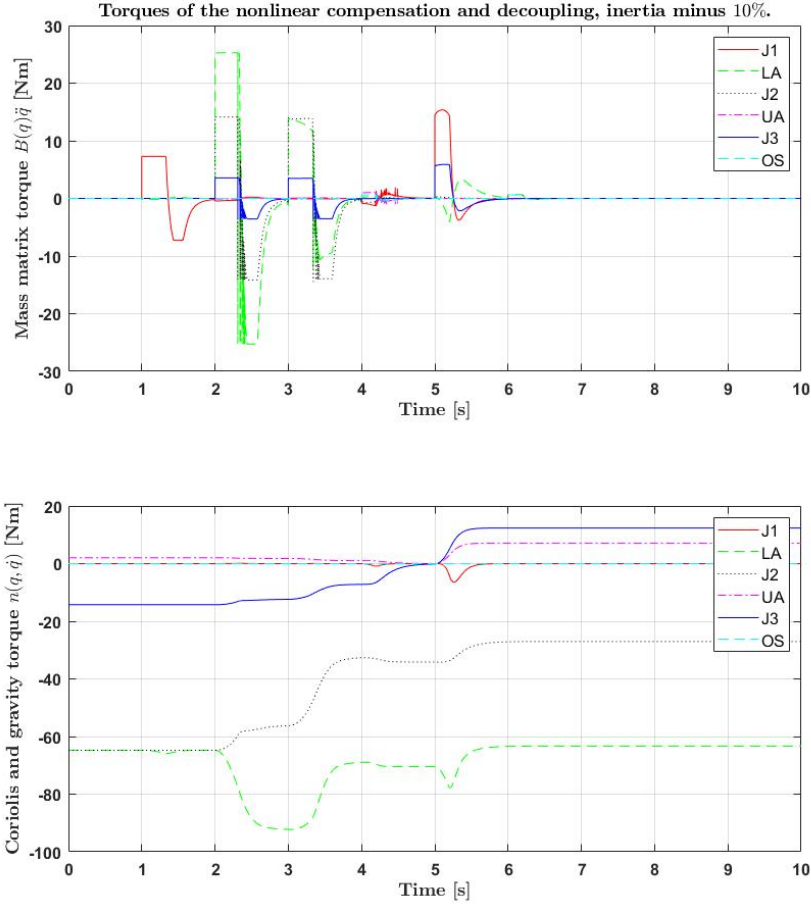 Torques of the nonlinear compensation and decoupling, inertia minus 10%.
Mass matrix torque B(q)q̈ [Nm]
30
20
10
0
-10
-20
-30
0 1 2 3 4 5 6 7 8 9 10
Time [s]
J1
LA
J2
UA
J3
OS
Coriolis and gravity torque n(q, q̇) [Nm]
20
0
-20
-40
-60
-80
-100
0 1 2 3 4 5 6 7 8 9 10
Time [s]
J1
LA
J2
UA
J3
OS